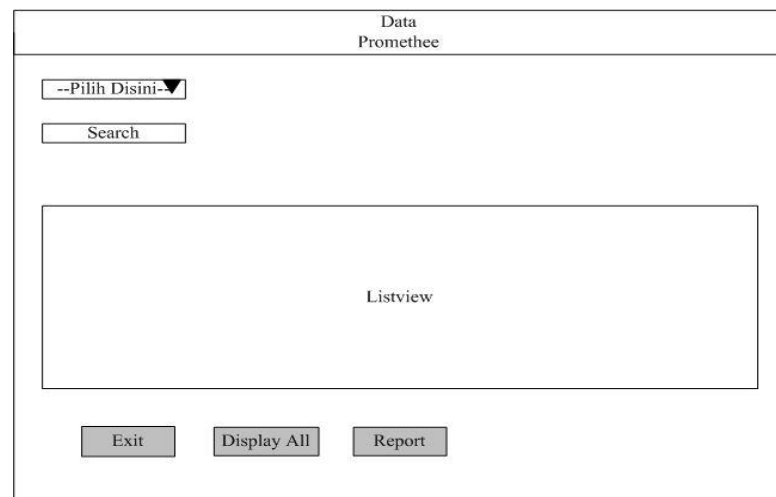 Data
Promethee
--Pilih Disini--
Search
Listview
Exit
Display All
Report